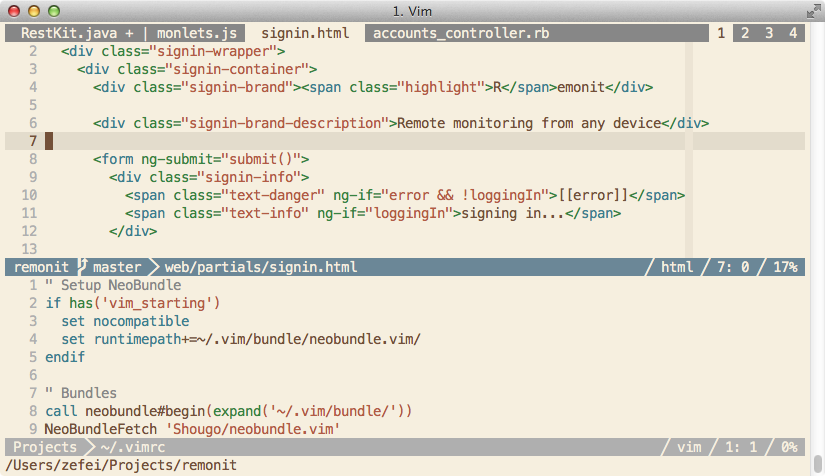 1. Vim
RestKit.java + | monlets.js signin.html accounts_controller.rb 1 2 3 4
2 <div class="signin-wrapper">
3 <div class="signin-container">
4 <div class="signin-brand"><span class="highlight">R</span>emonit</div>
5
6 <div class="signin-brand-description">Remote monitoring from any device</div>
7
8 <form ng-submit="submit()">
9 <div class="signin-info">
10 <span class="text-danger" ng-if="error && !loggingIn">[[error]]</span>
11 <span class="text-info" ng-if="loggingIn">signing in...</span>
12 </div>
13
remonit master web/partials/signin.html html 7: 0 17%
1 " Setup NeoBundle
2 if has('vim_starting')
3 set nocompatible
4 set runtimepath+=~/.vim/bundle/neobundle.vim/
5 endif
6
7 " Bundles
8 call neobundle#begin(expand('~/.vim/bundle/'))
9 NeoBundleFetch 'Shougo/neobundle.vim'
Projects ~/.vimrc vim 1: 1 0%
/Users/zefei/Projects/remonit